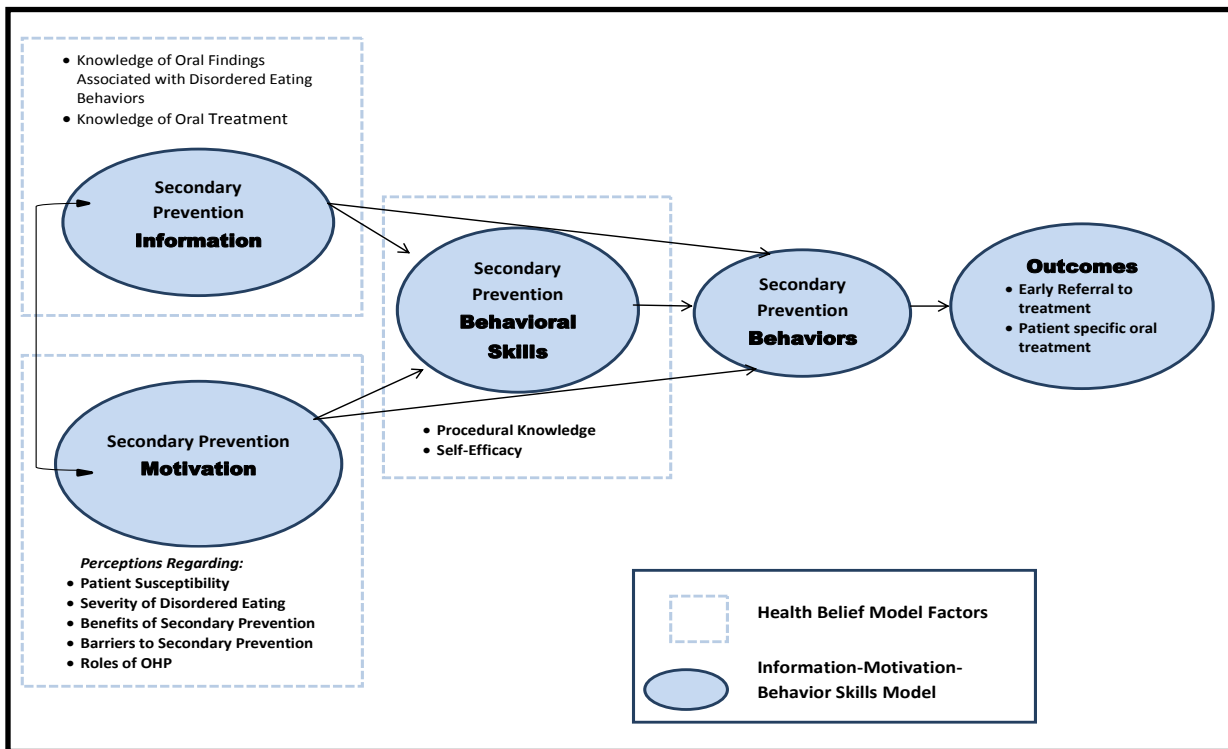 • Knowledge of Oral Findings
Associated with Disordered Eating
Behaviors
• Knowledge of Oral Treatment
Secondary
Prevention
Information
Secondary
Prevention
Behavioral
Skills
• Procedural Knowledge
• Self-Efficacy
Secondary
Prevention
Behaviors
Outcomes
• Early Referral to
treatment
• Patient specific oral
treatment
Secondary Prevention
Motivation
Perceptions Regarding:
• Patient Susceptibility
• Severity of Disordered Eating
• Benefits of Secondary Prevention
• Barriers to Secondary Prevention
• Roles of OHP
Health Belief Model Factors
Information-Motivation-
Behavior Skills Model